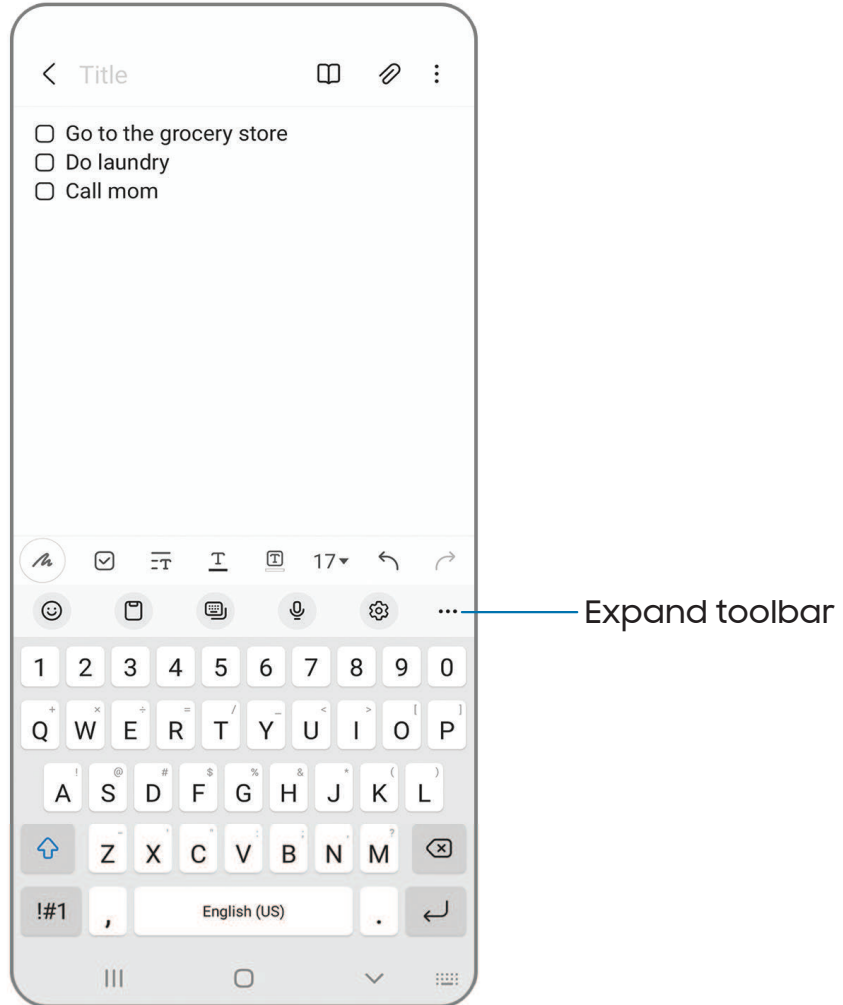 Title
Go to the grocery store
Do laundry
Call mom
17
Expand toolbar
1 2 3 4 5 6 7 8 9 0
+ × ÷ = / _ < > [ ]
Q W E R T Y U I O P
! @ # $ % & * ( )
A S D F G H J K L
- ' " : ; , ?
Z X C V B N M
!#1 , English (US) .